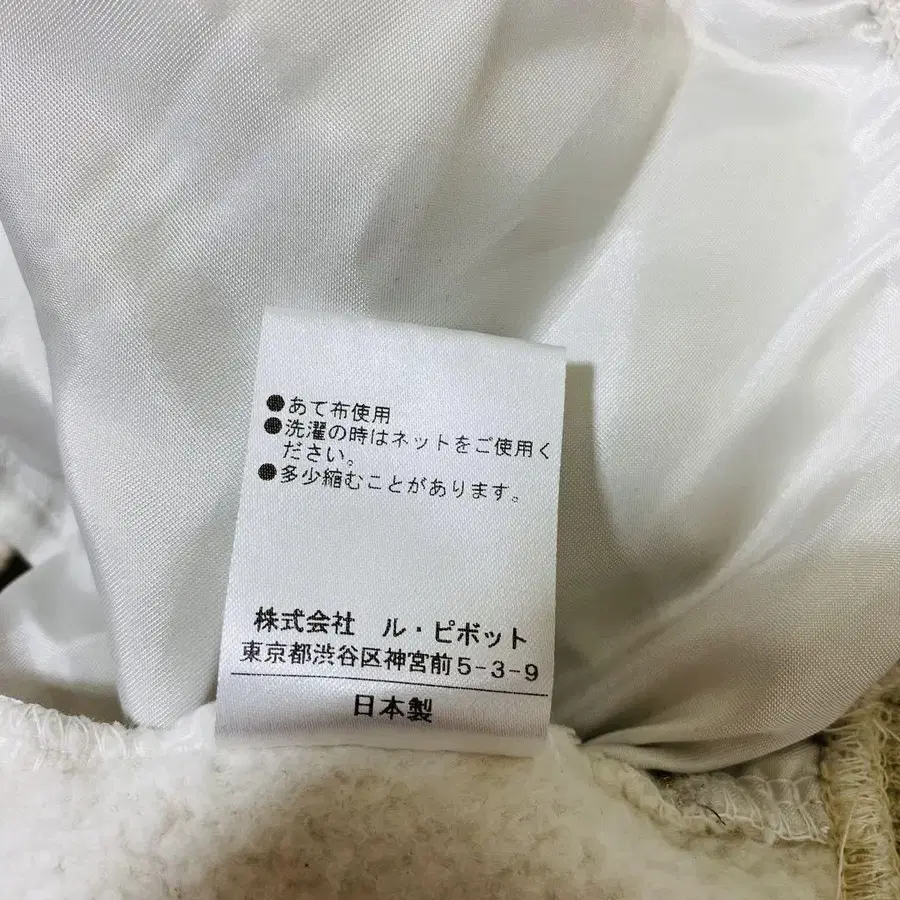 ●あて布使用
●洗濯の時はネットをご使用く
ださい。
●多少縮むことがあります。
株式会社 ル・ピボット
東京都渋谷区神宮前5-3-9
日本製